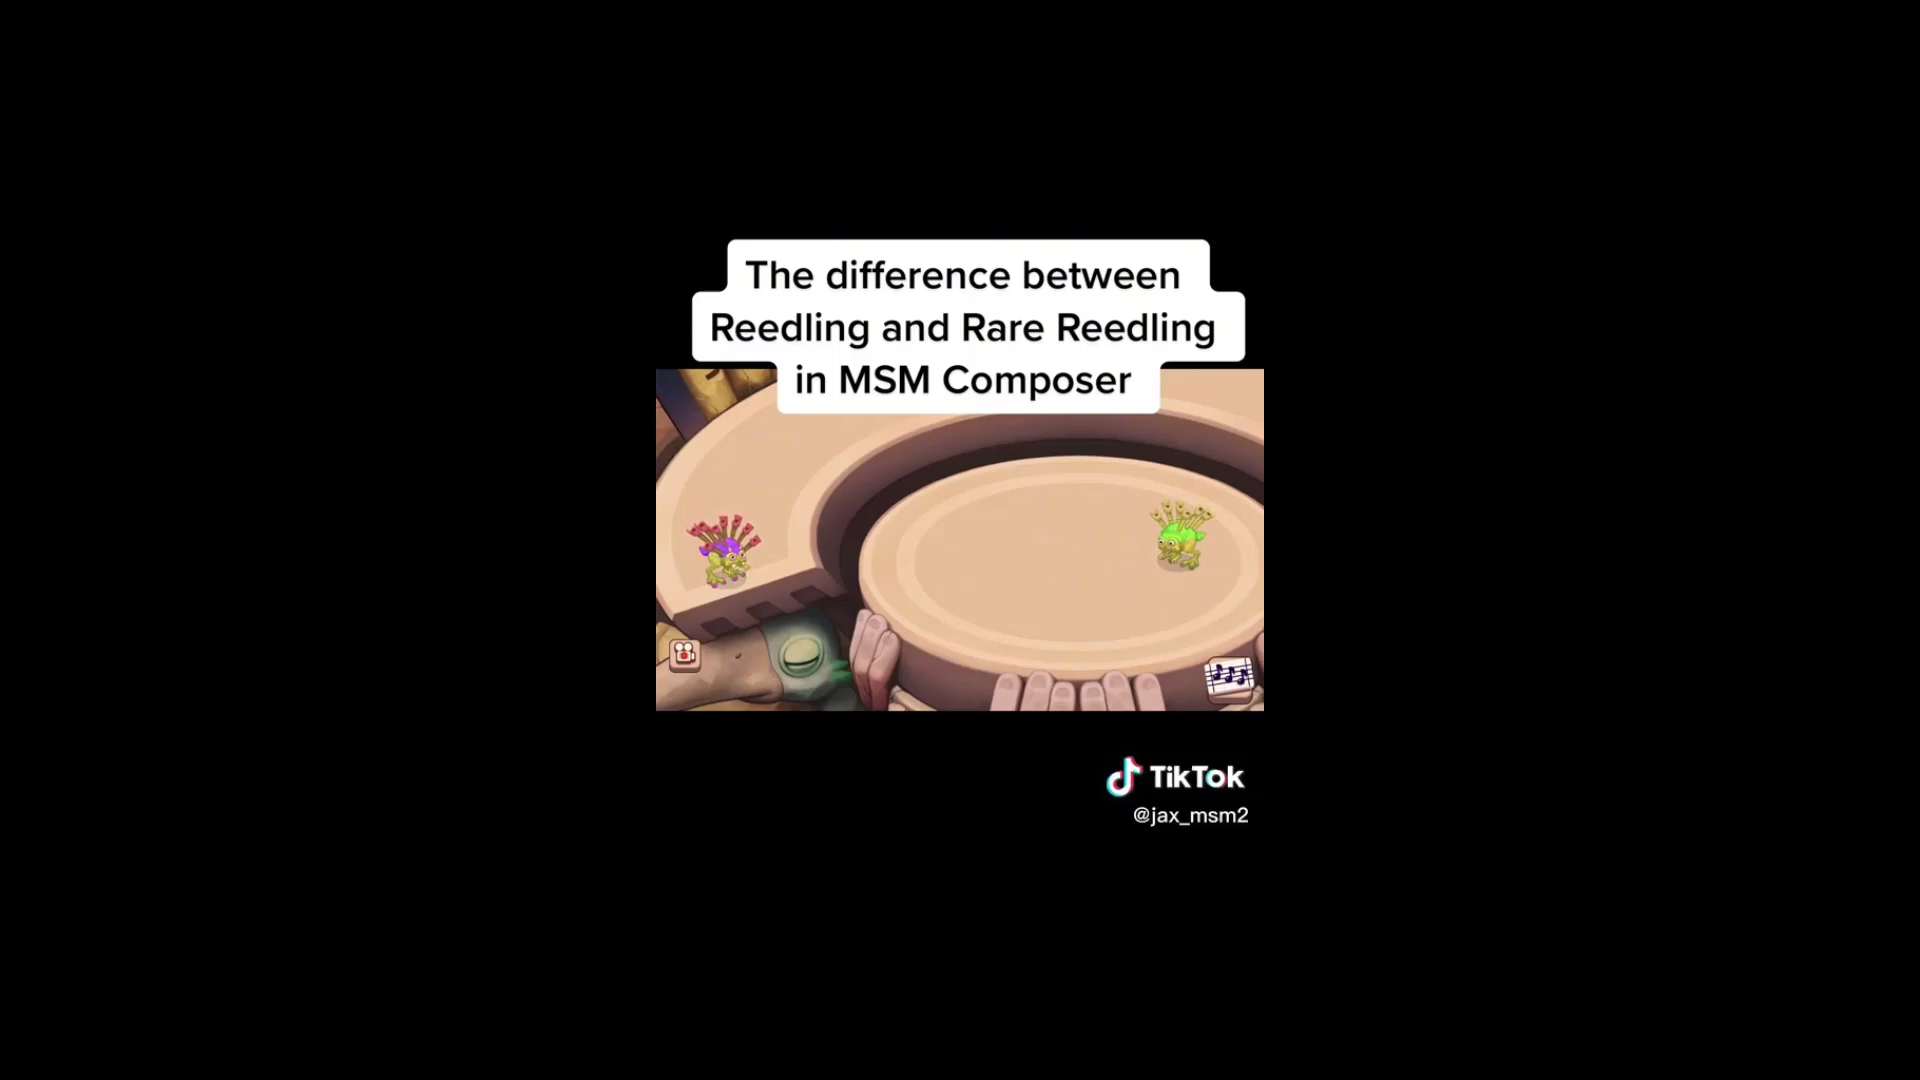 The difference between
Reedling and Rare Reedling
in MSM Composer
TikTok
@jax_msm2